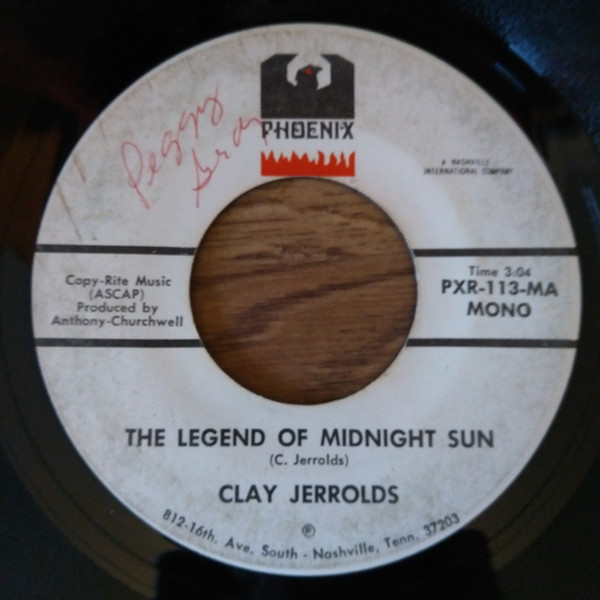 Peggy
PHOENIX
A NASHVILLE
INTERNATIONAL COMPANY
Copy-Rite Music
(ASCAP)
Produced by
Anthony-Churchwell
Time 3:04
PXR-113-MA
MONO
THE LEGEND OF MIDNIGHT SUN
(C. Jerrolds)
CLAY JERROLDS
℗
812-16th. Ave. South - Nashville, Tenn. 37203